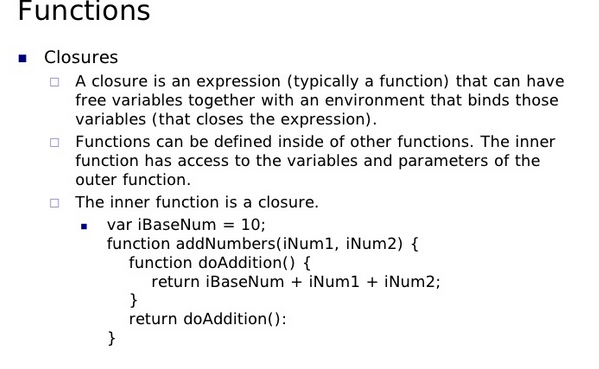 Functions
Closures
A closure is an expression (typically a function) that can have
free variables together with an environment that binds those
variables (that closes the expression).
Functions can be defined inside of other functions. The inner
function has access to the variables and parameters of the
outer function.
The inner function is a closure.
var iBaseNum = 10;
function addNumbers(iNum1, iNum2) {
function doAddition() {
return iBaseNum + iNum1 + iNum2;
}
return doAddition():
}